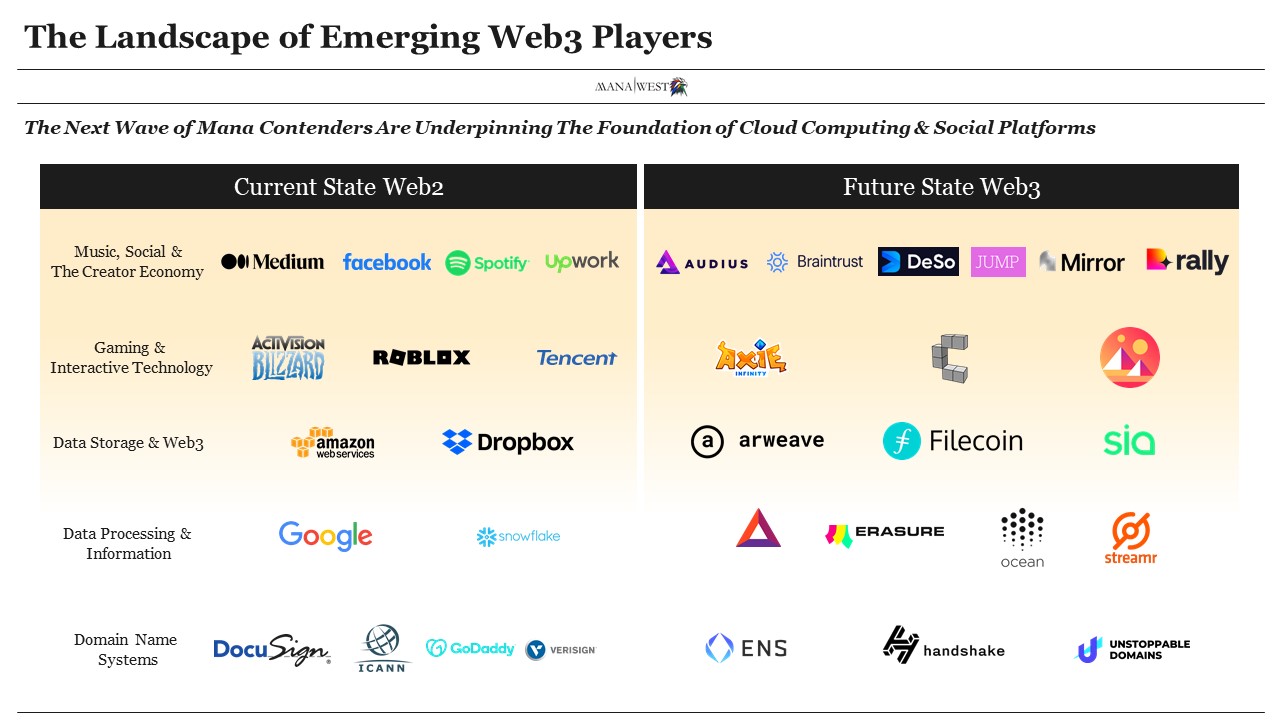 The Landscape of Emerging Web3 Players
MANA|WEST
The Next Wave of Mana Contenders Are Underpinning The Foundation of Cloud Computing & Social Platforms
Current State Web2
Future State Web3
Music, Social &
The Creator Economy
Medium
facebook
Spotify
upwork
AUDIUS
Braintrust
DeSo
JUMP
Mirror
rally
Gaming &
Interactive Technology
ACTIVISION
BLIZZARD
ROBLOX
Tencent
AXIE
INFINITY
Data Storage & Web3
amazon
web services
Dropbox
a arweave
Filecoin
sia
Data Processing &
Information
Google
snowflake
ERASURE
ocean
streamr
Domain Name
Systems
DocuSign
ICANN
GoDaddy
VERISIGN
ENS
handshake
UNSTOPPABLE
DOMAINS